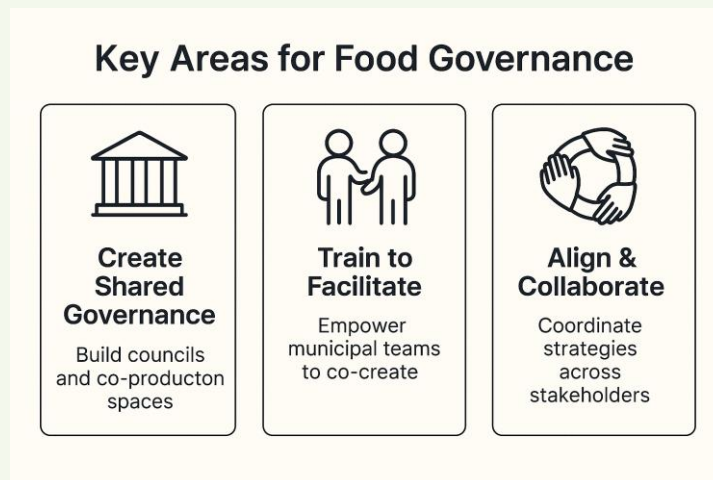 Key Areas for Food Governance
Create
Shared
Governance
Build councils
and co-producton
spaces
Train to
Facilitate
Empower
municipal teams
to co-create
Align &
Collaborate
Coordinate
strategies
across
stakeholders